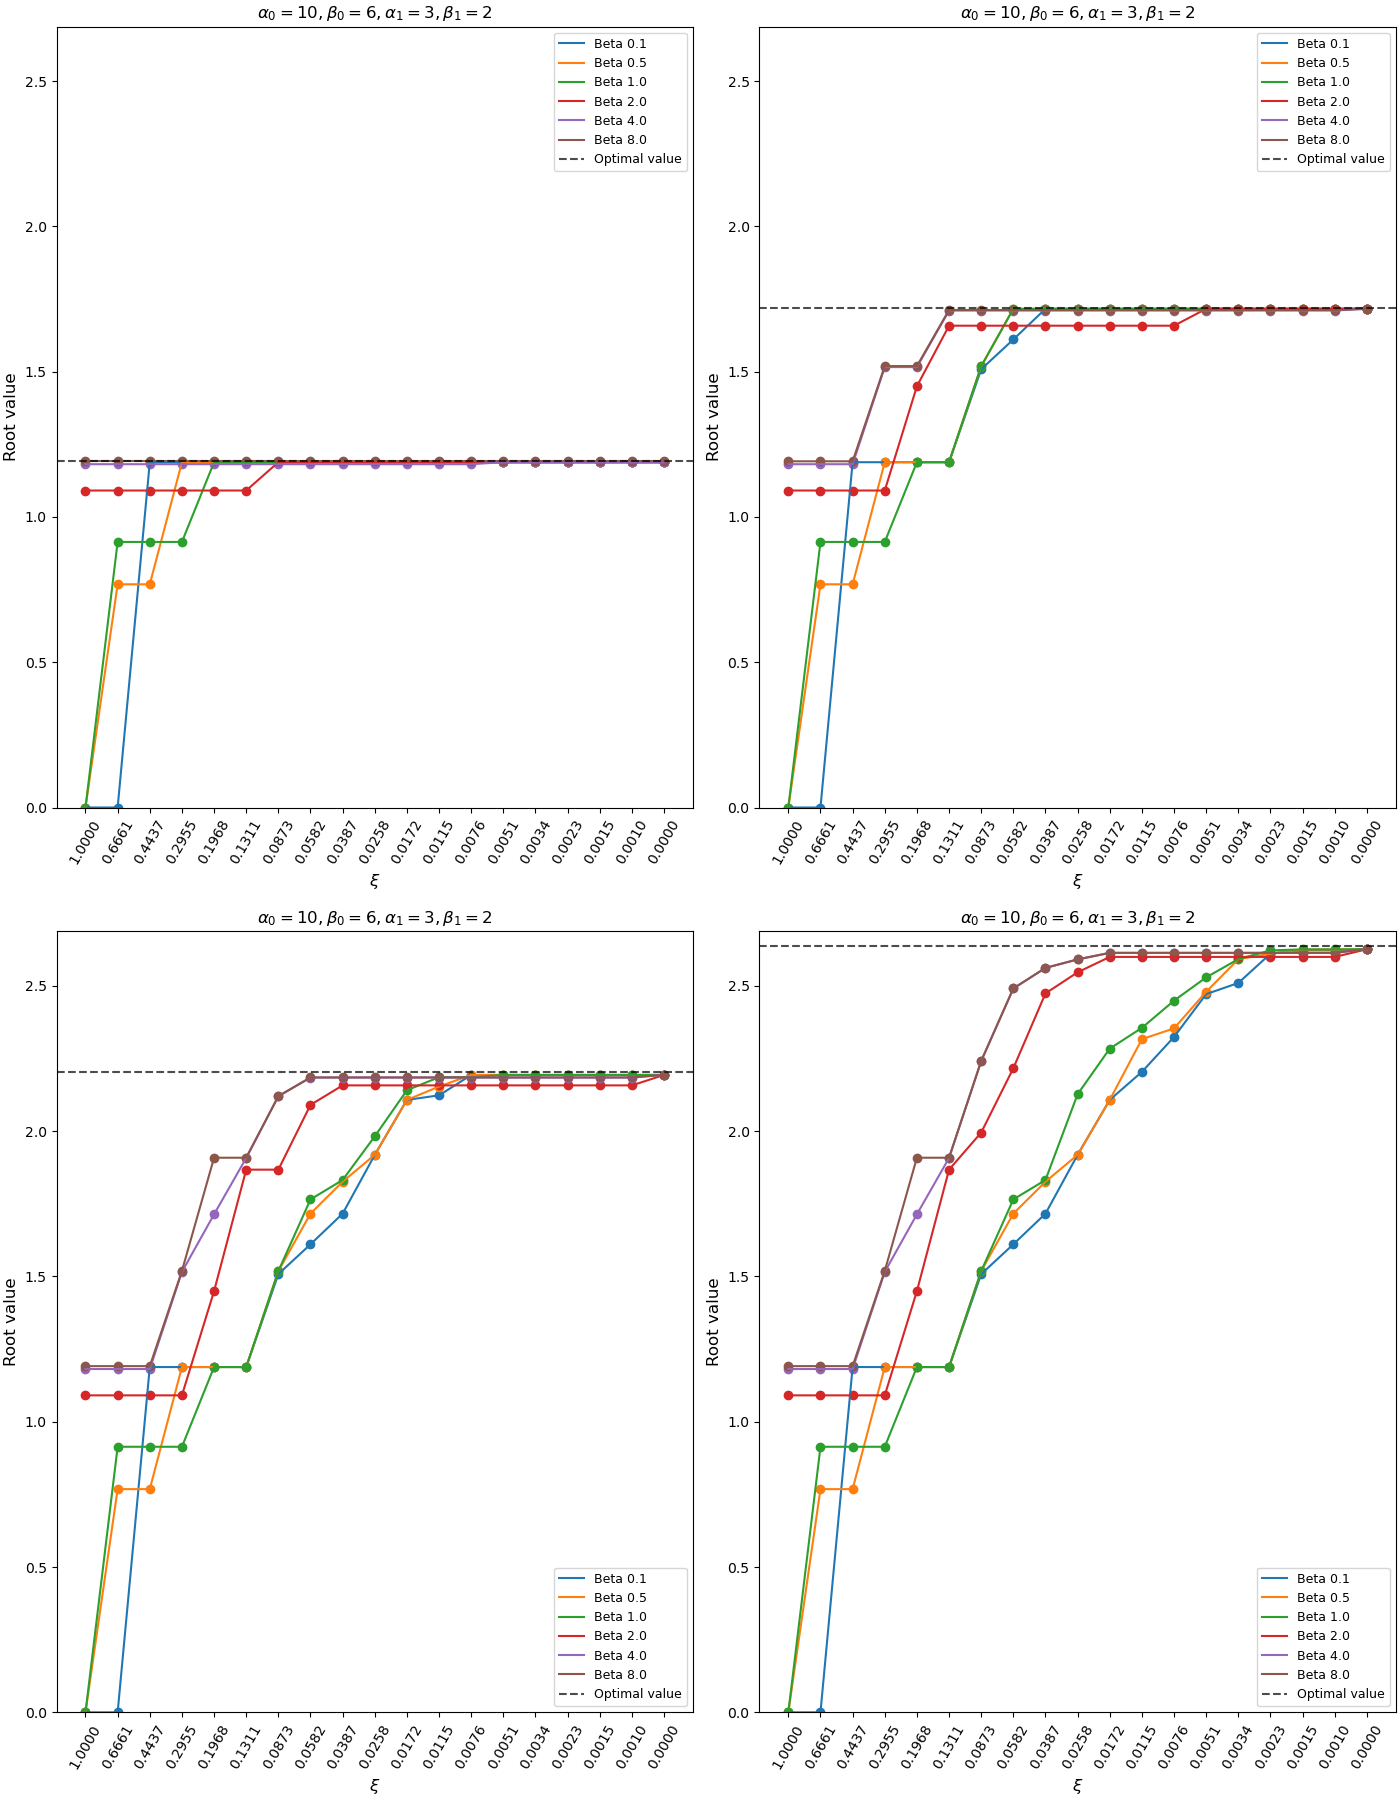 α₀ = 10, β₀ = 6, α₁ = 3, β₁ = 2
Root value
2.5
2.0
1.5
1.0
0.5
0.0
Beta 0.1
Beta 0.5
Beta 1.0
Beta 2.0
Beta 4.0
Beta 8.0
Optimal value
1.0000 0.6661 0.4437 0.2955 0.1968 0.1311 0.0873 0.0582 0.0387 0.0258 0.0172 0.0115 0.0076 0.0051 0.0034 0.0023 0.0015 0.0010 0.0000
ξ
α₀ = 10, β₀ = 6, α₁ = 3, β₁ = 2
Root value
2.5
2.0
1.5
1.0
0.5
0.0
Beta 0.1
Beta 0.5
Beta 1.0
Beta 2.0
Beta 4.0
Beta 8.0
Optimal value
1.0000 0.6661 0.4437 0.2955 0.1968 0.1311 0.0873 0.0582 0.0387 0.0258 0.0172 0.0115 0.0076 0.0051 0.0034 0.0023 0.0015 0.0010 0.0000
ξ
α₀ = 10, β₀ = 6, α₁ = 3, β₁ = 2
Root value
2.5
2.0
1.5
1.0
0.5
0.0
Beta 0.1
Beta 0.5
Beta 1.0
Beta 2.0
Beta 4.0
Beta 8.0
Optimal value
1.0000 0.6661 0.4437 0.2955 0.1968 0.1311 0.0873 0.0582 0.0387 0.0258 0.0172 0.0115 0.0076 0.0051 0.0034 0.0023 0.0015 0.0010 0.0000
ξ
α₀ = 10, β₀ = 6, α₁ = 3, β₁ = 2
Root value
2.5
2.0
1.5
1.0
0.5
0.0
Beta 0.1
Beta 0.5
Beta 1.0
Beta 2.0
Beta 4.0
Beta 8.0
Optimal value
1.0000 0.6661 0.4437 0.2955 0.1968 0.1311 0.0873 0.0582 0.0387 0.0258 0.0172 0.0115 0.0076 0.0051 0.0034 0.0023 0.0015 0.0010 0.0000
ξ